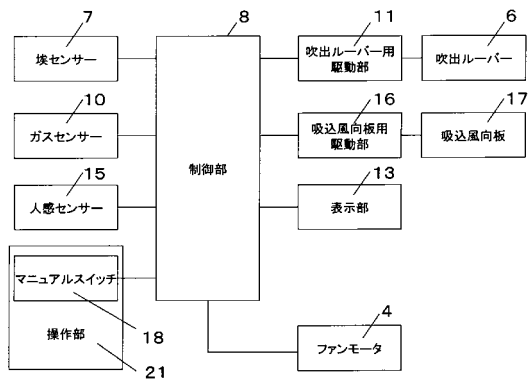 7
8
11
6
埃センサー
吹出ルーバー用
駆動部
吹出ルーバー
10
16
17
ガスセンサー
制御部
吸込風向板用
駆動部
吸込風向板
15
13
人感センサー
表示部
マニュアルスイッチ
18
操作部
21
4
ファンモータ